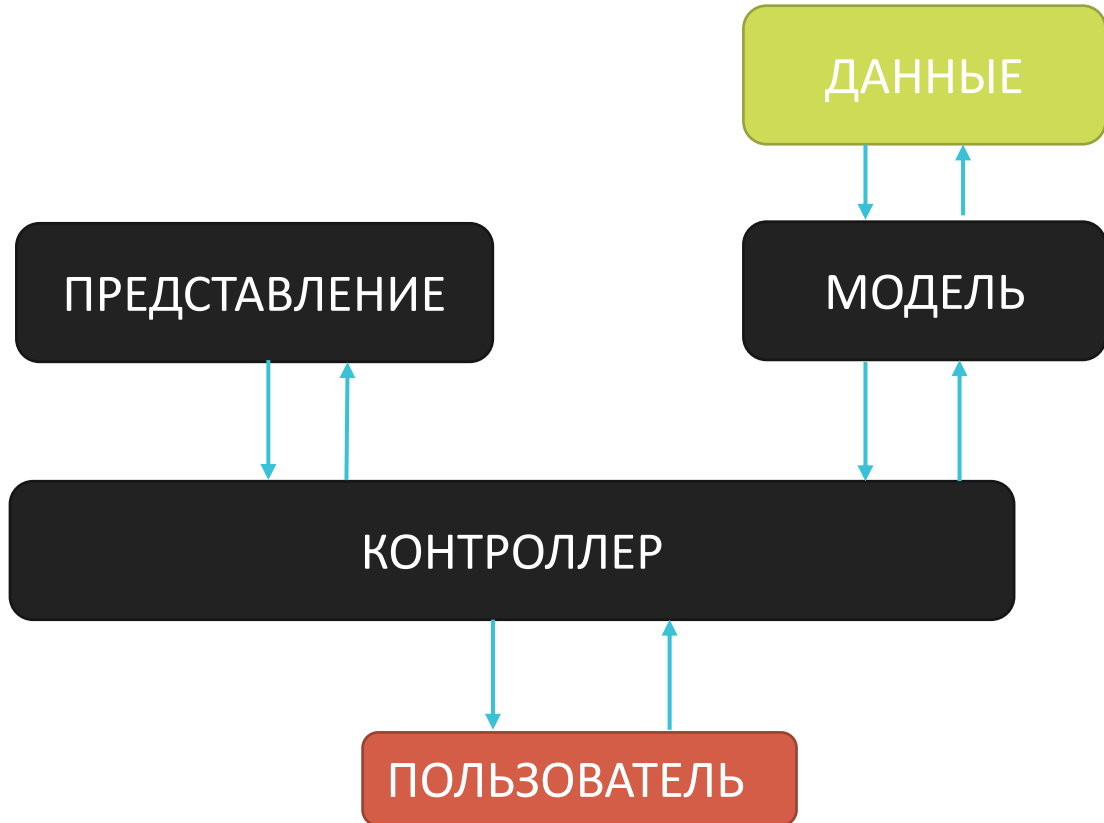 ДАННЫЕ
ПРЕДСТАВЛЕНИЕ
МОДЕЛЬ
КОНТРОЛЛЕР
ПОЛЬЗОВАТЕЛЬ